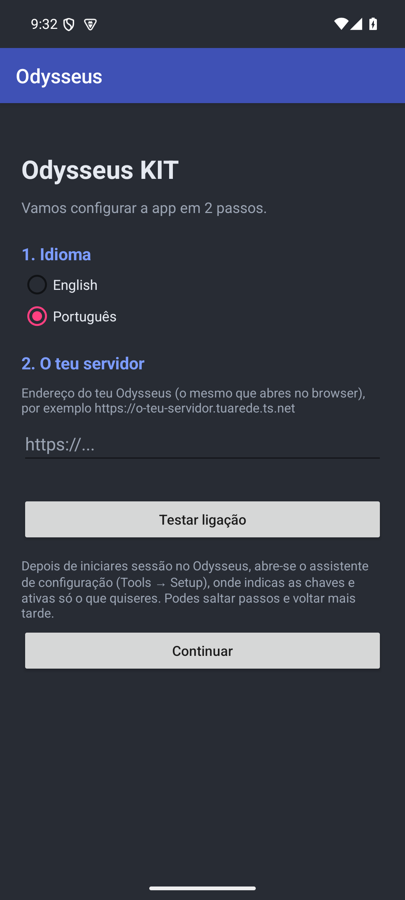 9:32
Odysseus
Odysseus KIT
Vamos configurar a app em 2 passos.
1. Idioma
English
Português
2. O teu servidor
Endereço do teu Odysseus (o mesmo que abres no browser),
por exemplo https://o-teu-servidor.tuarede.ts.net
https://...
Testar ligação
Depois de iniciares sessão no Odysseus, abre-se o assistente
de configuração (Tools → Setup), onde indicas as chaves e
ativas só o que quiseres. Podes saltar passos e voltar mais
tarde.
Continuar